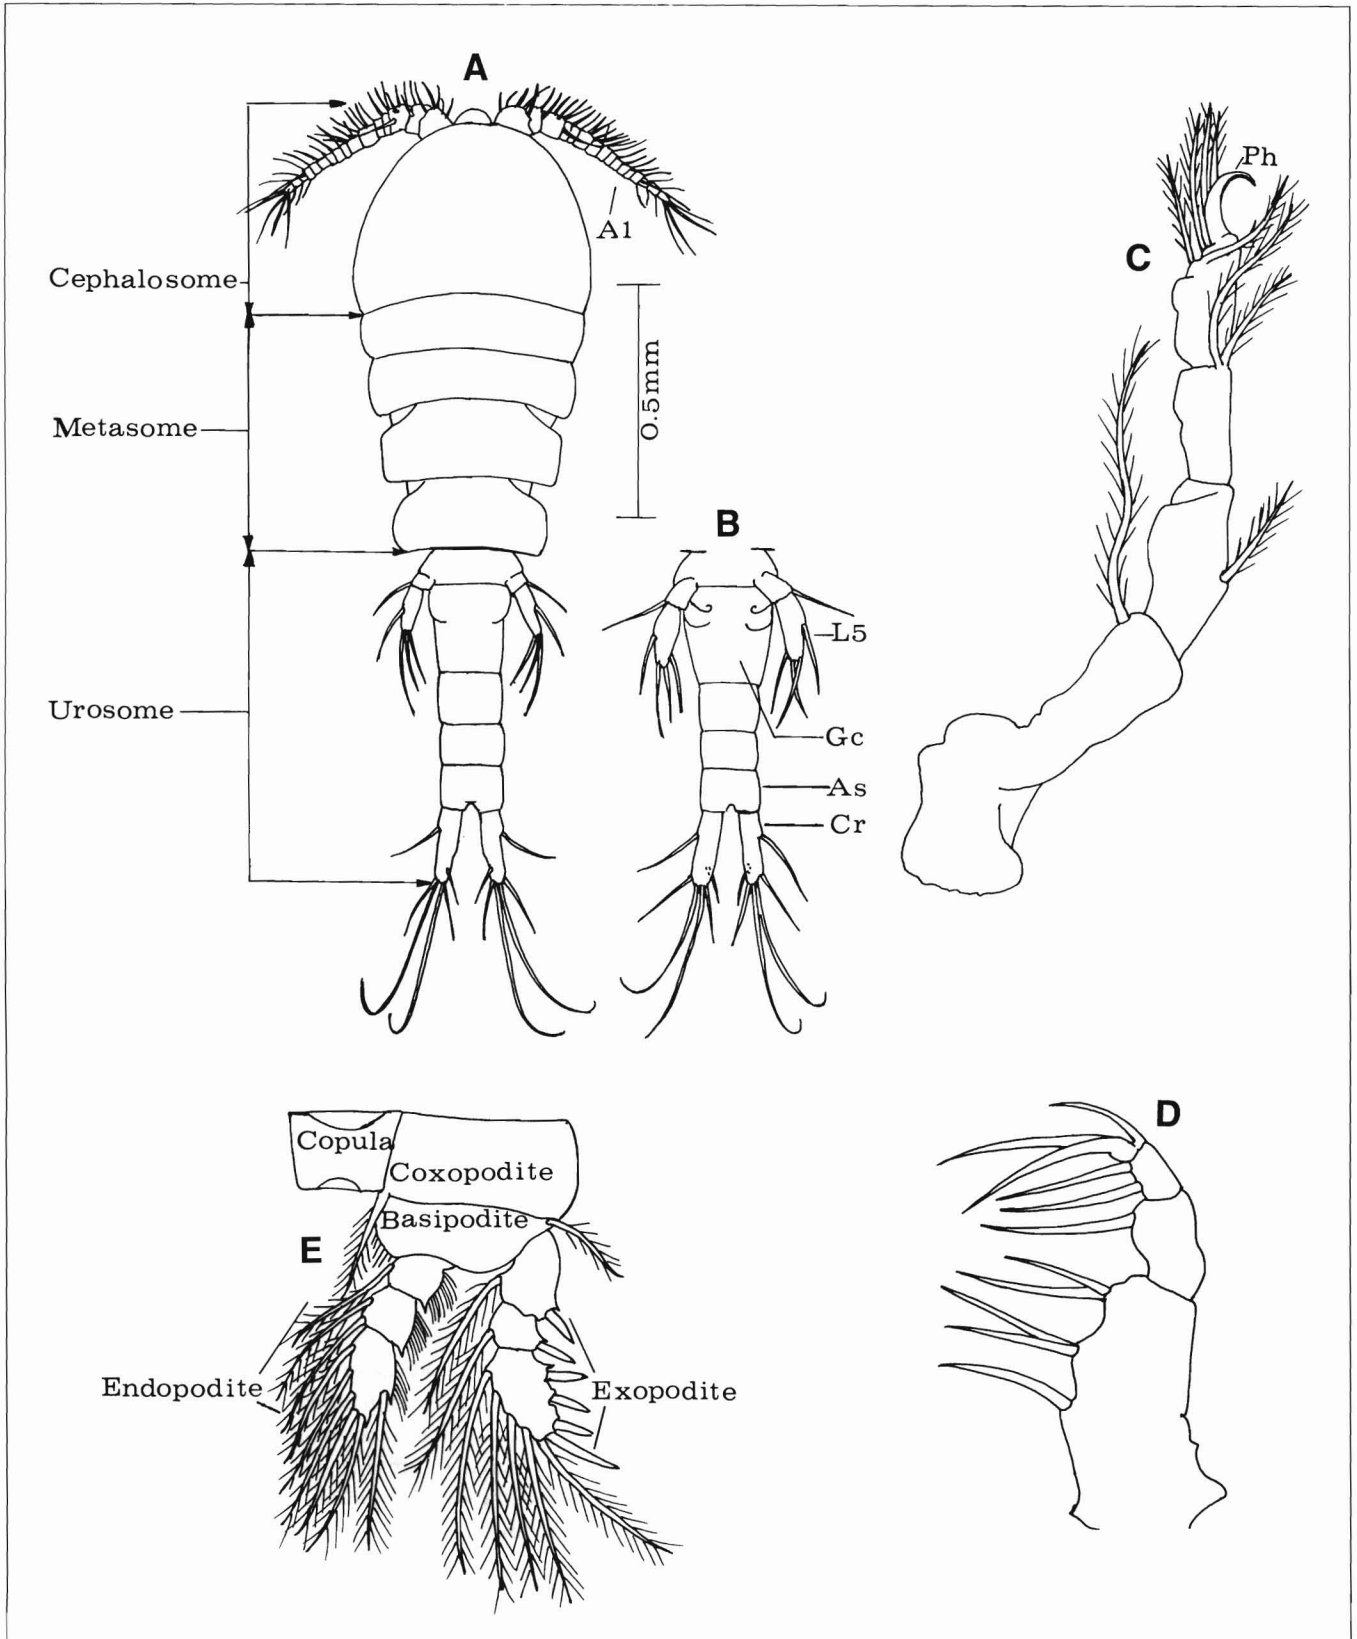 A
A1
Cephalosome
Metasome
0.5mm
Urosome
B
L5
Gc
As
Cr
C
Ph
D
Copula
Coxopodite
Basipodite
E
Endopodite
Exopodite